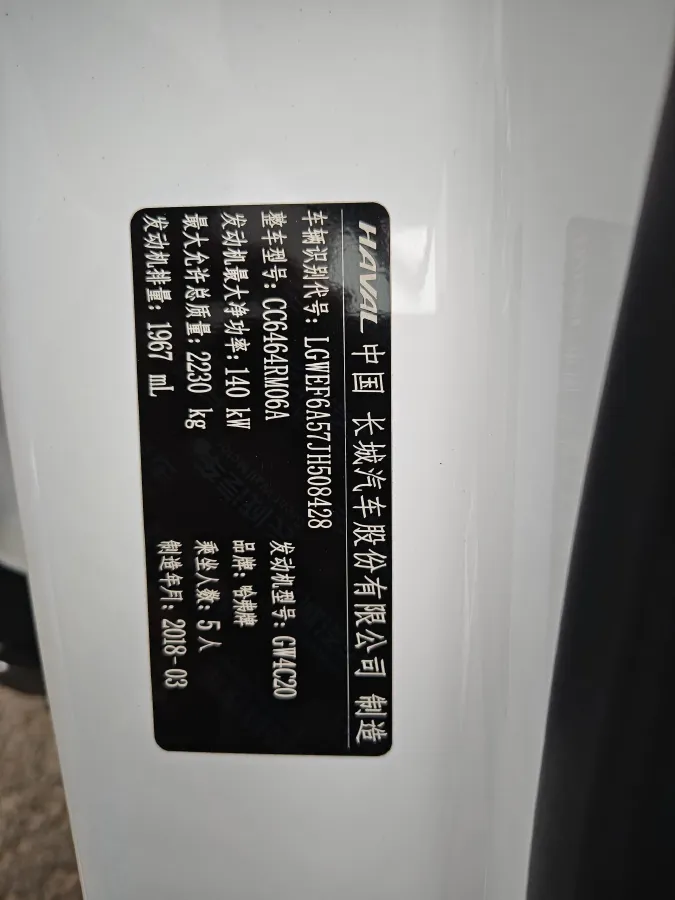 HAVAL 中国 长城汽车股份有限公司 制造
车辆识别代号: LGWEF6A57JH508428
整车型号: CC6464RM06A 发动机型号: GW4C20
发动机最大净功率: 140 kW 品牌: 哈弗牌
最大允许总质量: 2230 kg 乘坐人数: 5 人
发动机排量: 1967 mL 制造年月: 2018-03